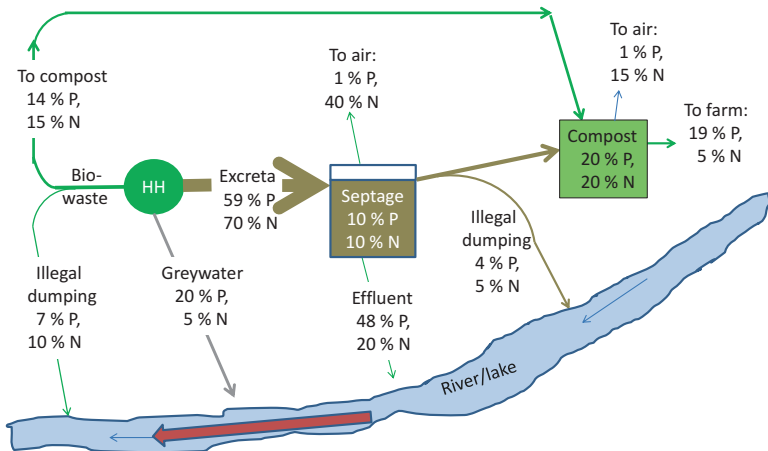 To compost
14 % P,
15 % N
Bio-
waste
HH
Excreta
59 % P
70 % N
To air:
1 % P,
40 % N
Septage
10 % P
10 % N
To air:
1 % P,
15 % N
Compost
20 % P,
20 % N
To farm:
19 % P,
5 % N
Illegal
dumping
7 % P,
10 % N
Greywater
20 % P,
5 % N
Effluent
48 % P
20 % N
Illegal
dumping
4 % P,
5 % N
River/lake